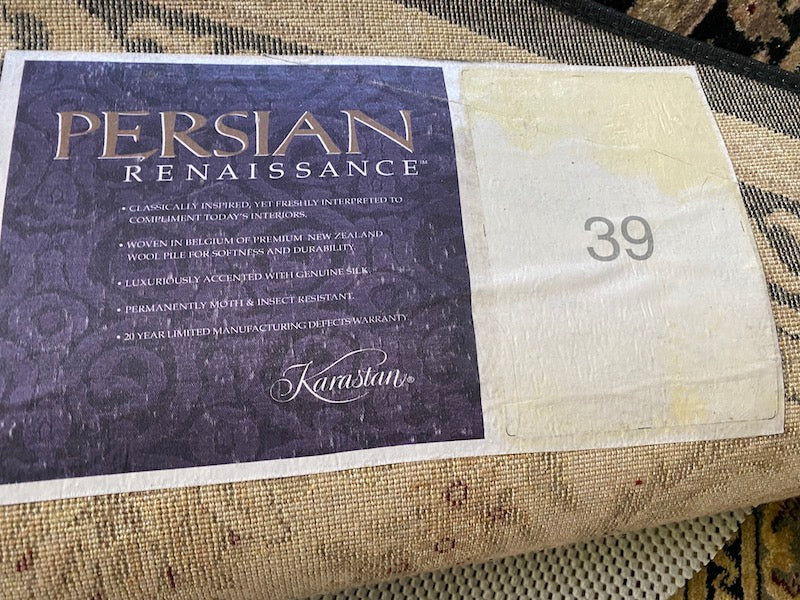 PERSIAN
RENAISSANCE™
• CLASSICALLY INSPIRED, YET FRESHLY INTERPRETED TO
COMPLIMENT TODAY'S INTERIORS.
• WOVEN IN BELGIUM OF PREMIUM NEW ZEALAND
WOOL PILE FOR SOFTNESS AND DURABILITY.
• LUXURIOUSLY ACCENTED WITH GENUINE SILK.
• PERMANENTLY MOTH & INSECT RESISTANT.
• 20 YEAR LIMITED MANUFACTURING DEFECTS WARRANTY.
Karastan®
39